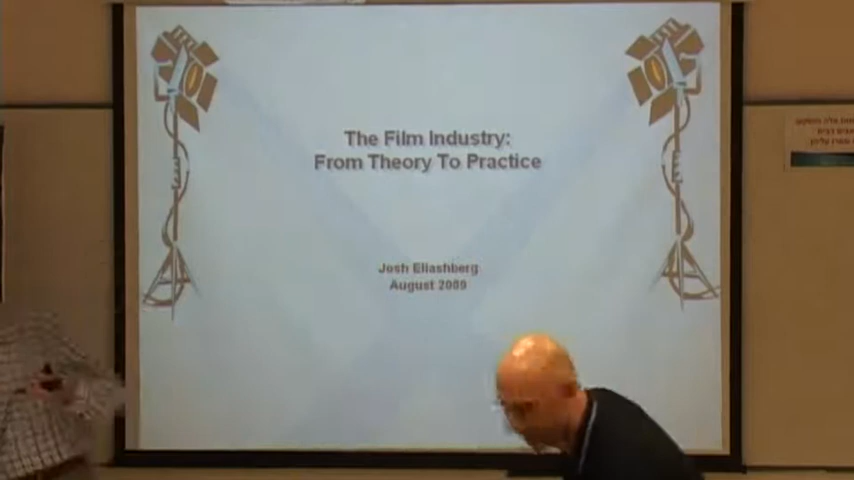 The Film Industry:
From Theory To Practice
Josh Eliashberg
August 2009